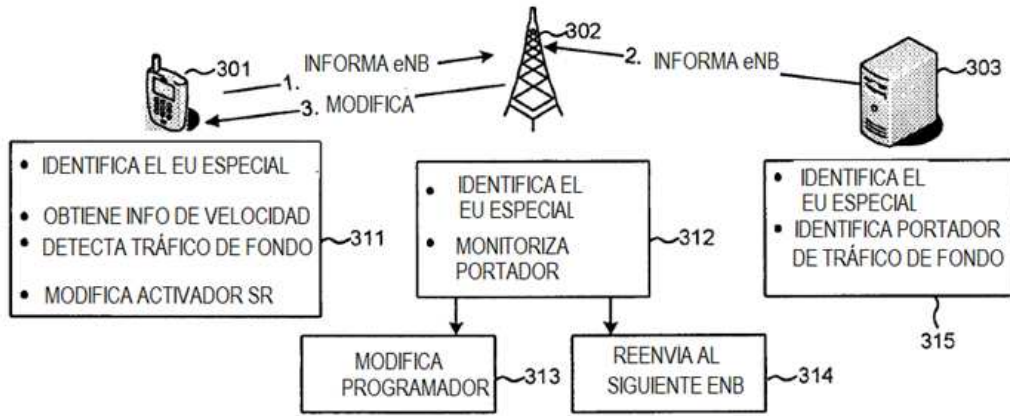 301
1.
INFORMA eNB
302
2.
INFORMA eNB
303
3. MODIFICA
• IDENTIFICA EL EU ESPECIAL
• OBTIENE INFO DE VELOCIDAD
• DETECTA TRÁFICO DE FONDO
• MODIFICA ACTIVADOR SR
311
• IDENTIFICA EL
EU ESPECIAL
• MONITORIZA
PORTADOR
312
• IDENTIFICA EL
EU ESPECIAL
• IDENTIFICA PORTADOR
DE TRÁFICO DE FONDO
315
MODIFICA
PROGRAMADOR
313
REENVIA AL
SIGUIENTE ENB
314